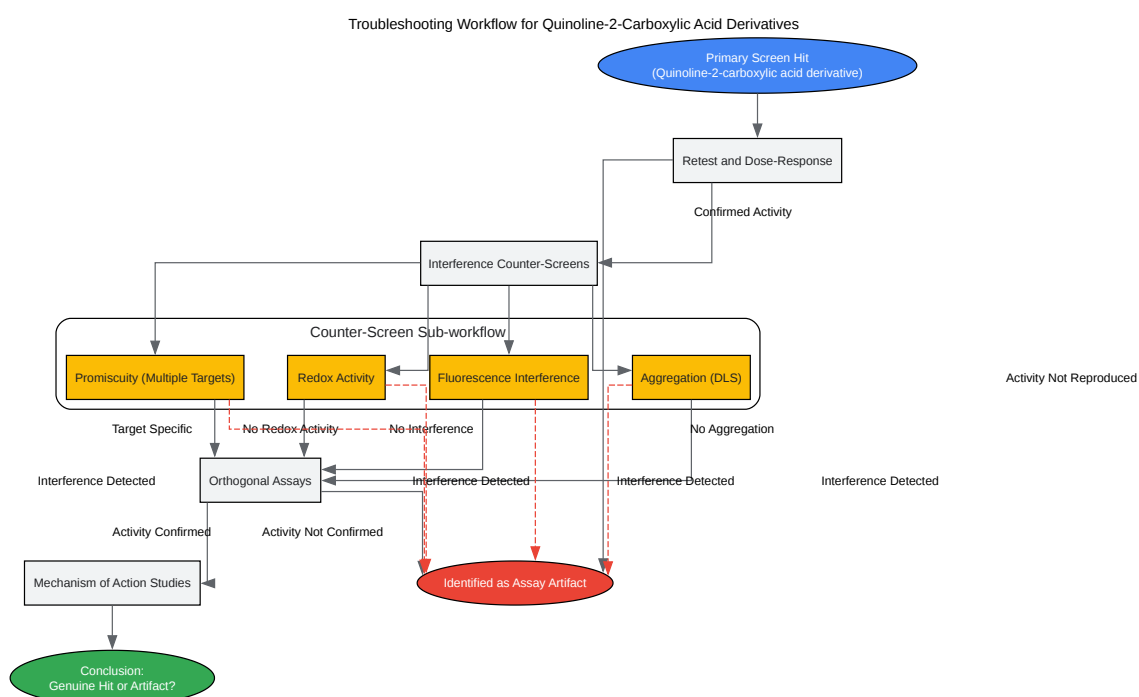 Troubleshooting Workflow for Quinoline-2-Carboxylic Acid Derivatives
Primary Screen Hit
(Quinoline-2-carboxylic acid derivative)
Retest and Dose-Response
Confirmed Activity
Interference Counter-Screens
Counter-Screen Sub-workflow
Promiscuity (Multiple Targets)
Redox Activity
Fluorescence Interference
Aggregation (DLS)
Activity Not Reproduced
Target Specific
No Redox Activity
No Interference
No Aggregation
Interference Detected
Orthogonal Assays
Interference Detected
Interference Detected
Interference Detected
Activity Confirmed
Activity Not Confirmed
Mechanism of Action Studies
Identified as Assay Artifact
Conclusion:
Genuine Hit or Artifact?